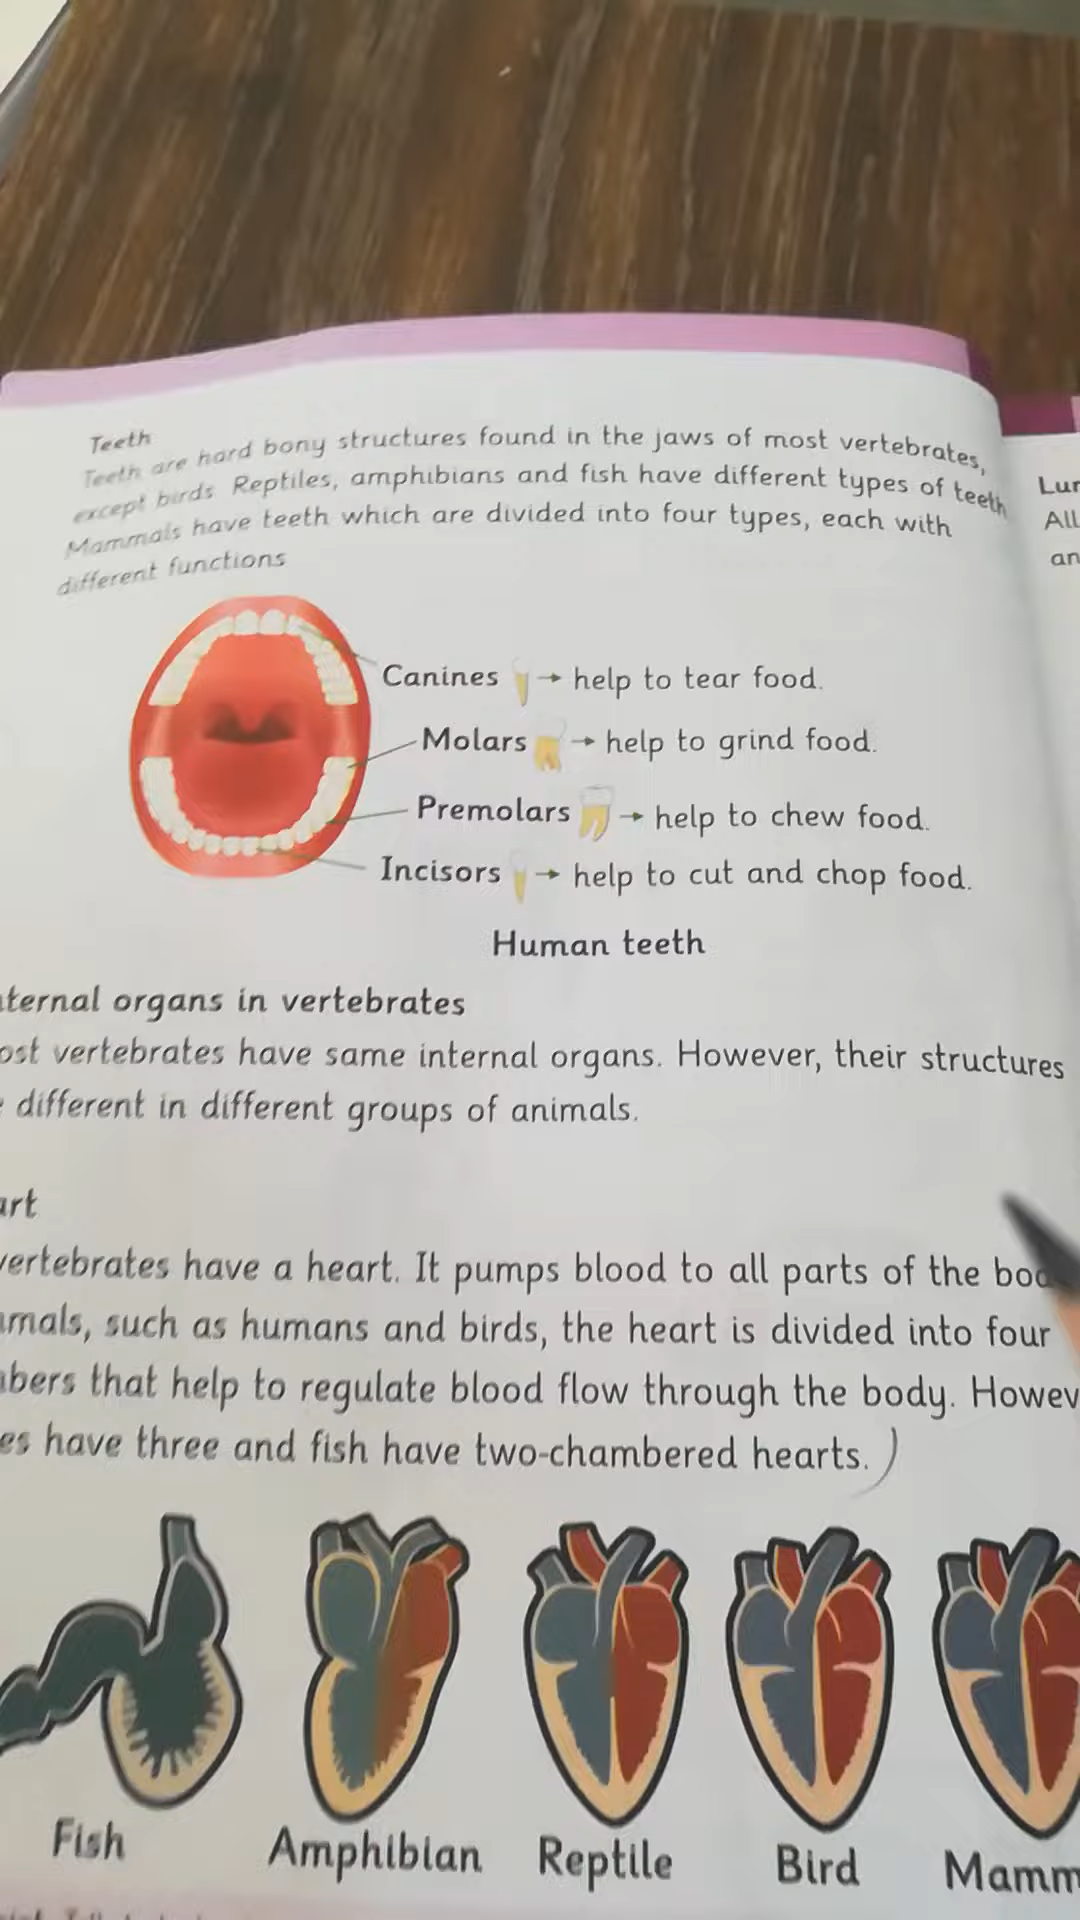 Teeth
Teeth are hard bony structures found in the jaws of most vertebrates,
except birds Reptiles, amphibians and fish have different types of teeth
Mammals have teeth which are divided into four types, each with
different functions
Canines → help to tear food.
Molars → help to grind food.
Premolars → help to chew food.
Incisors → help to cut and chop food.
Human teeth
ternal organs in vertebrates
ost vertebrates have same internal organs. However, their structures
different in different groups of animals.
art
vertebrates have a heart. It pumps blood to all parts of the bod
mals, such as humans and birds, the heart is divided into four
bers that help to regulate blood flow through the body. Howev
es have three and fish have two-chambered hearts.)
Fish Amphibian Reptile Bird Mamm
Lur
All
an